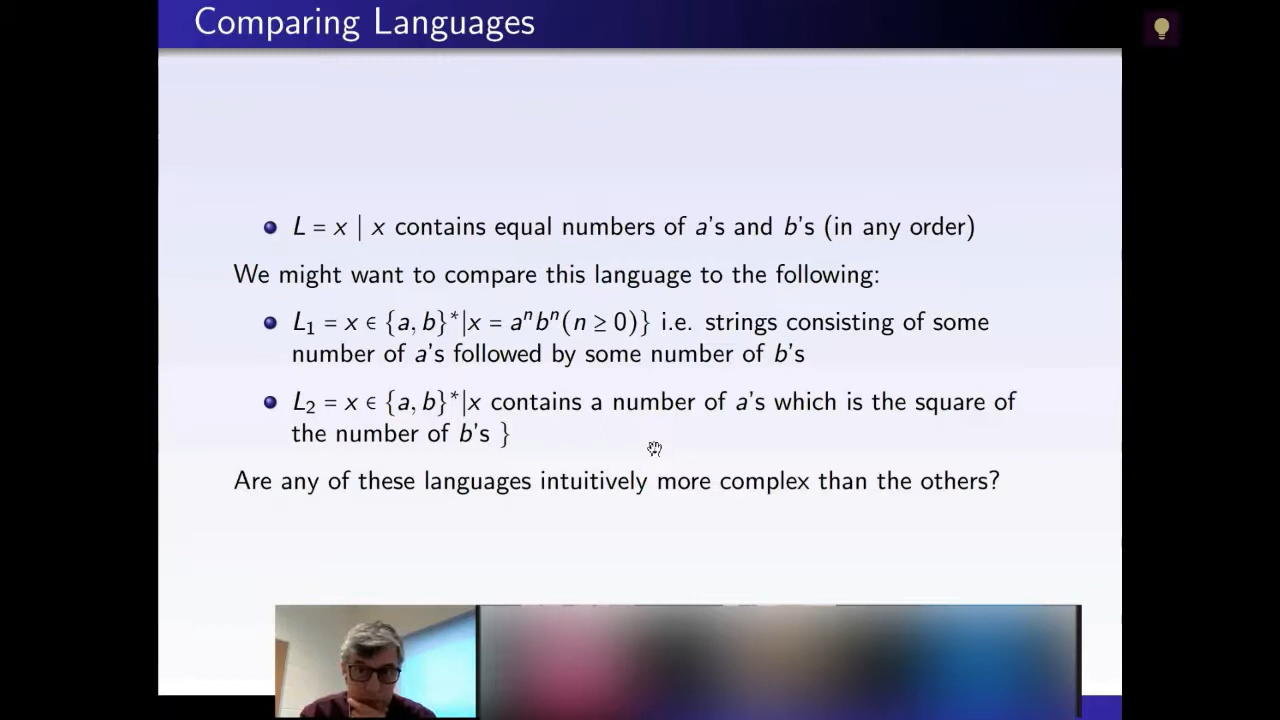 Comparing Languages
L = x | x contains equal numbers of a's and b's (in any order)
We might want to compare this language to the following:
L₁ = x ∈ {a, b}*|x = aⁿbⁿ(n ≥ 0)} i.e. strings consisting of some
number of a's followed by some number of b's
L₂ = x ∈ {a, b}*|x contains a number of a's which is the square of
the number of b's }
Are any of these languages intuitively more complex than the others?